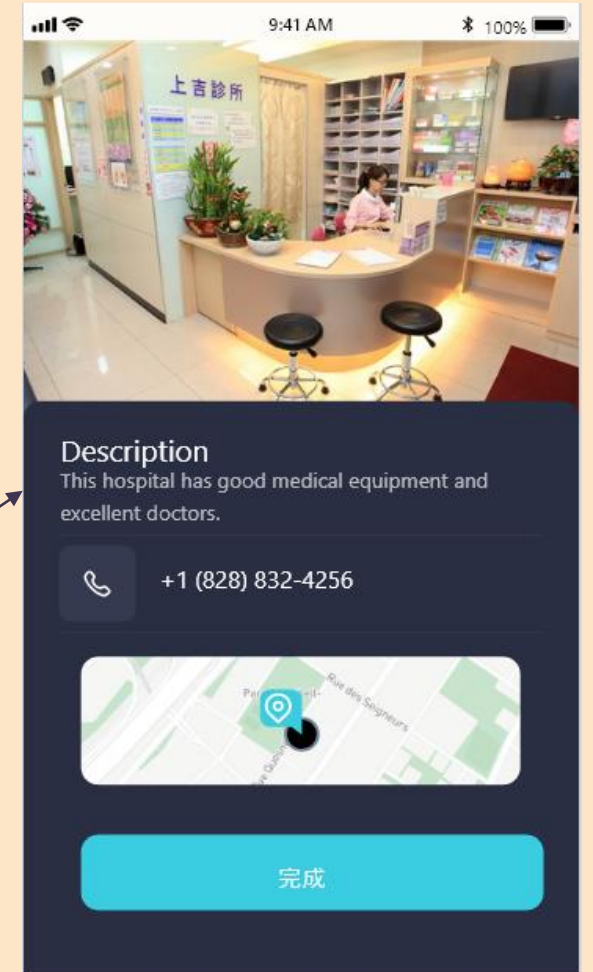 9:41 AM
100%
上吉診所
Description
This hospital has good medical equipment and
excellent doctors.
+1 (828) 832-4256
Rue des Seigneurs
完成